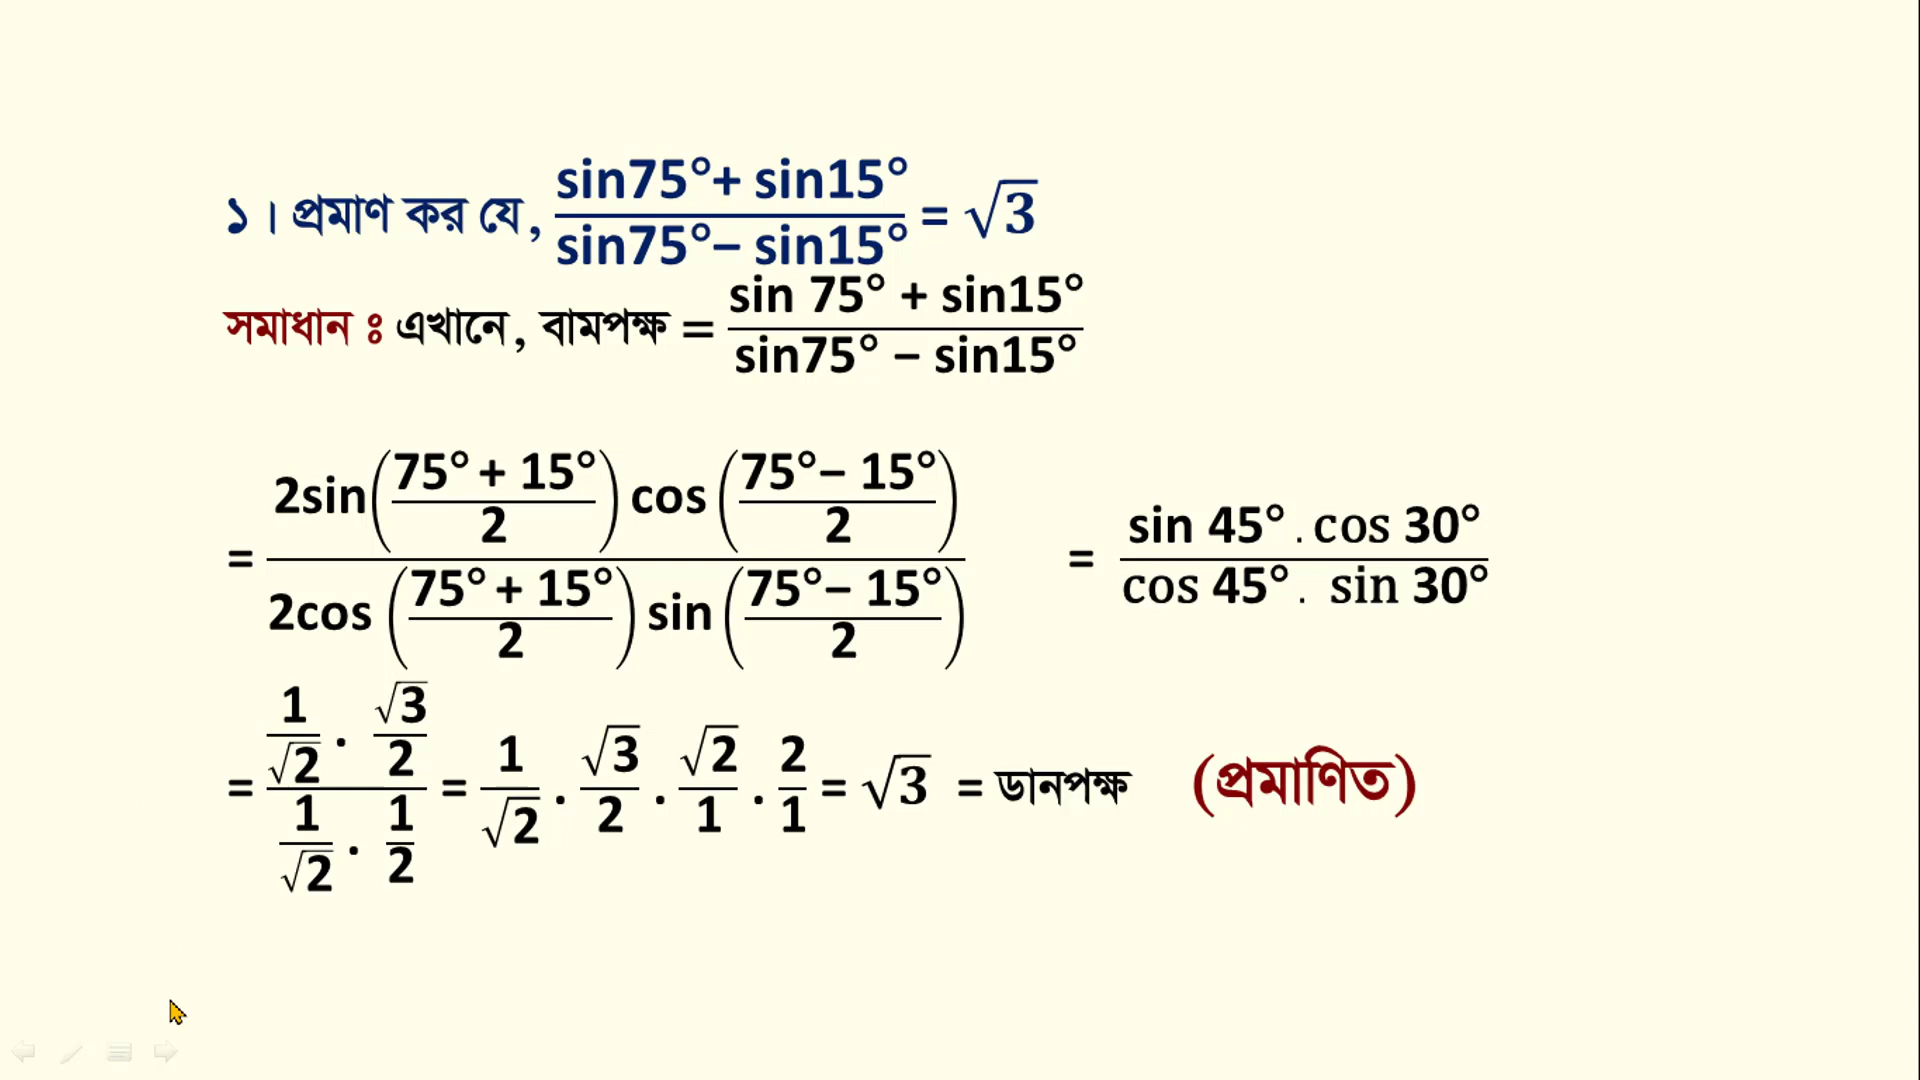 ১। প্রমাণ কর যে, (sin75°+ sin15°)/(sin75°− sin15°) = √3
সমাধান ঃ এখানে, বামপক্ষ = (sin 75° + sin15°)/(sin75° − sin15°)
= (2sin((75° + 15°)/2) cos((75°− 15°)/2))/(2cos((75° + 15°)/2) sin((75°− 15°)/2)) = (sin 45° . cos 30°)/(cos 45° . sin 30°)
= (1/√2 . √3/2)/(1/√2 . 1/2) = 1/√2 . √3/2 . √2/1 . 2/1 = √3 = ডানপক্ষ (প্রমাণিত)